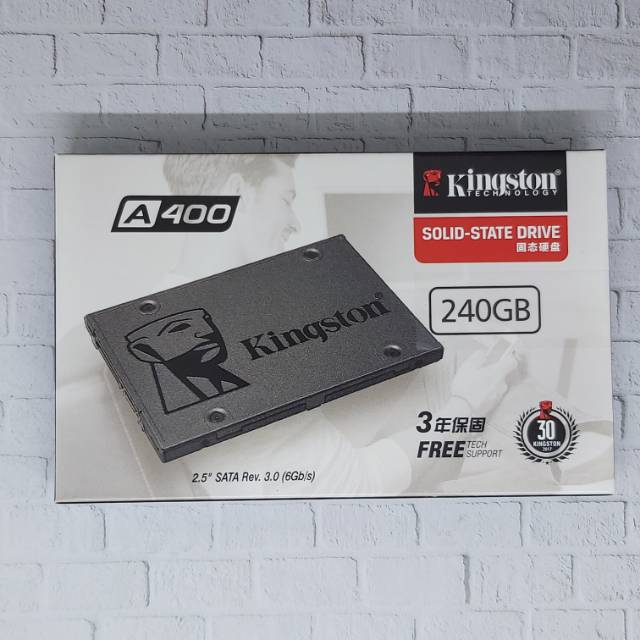 A400
Kingston
TECHNOLOGY
SOLID-STATE DRIVE
固态硬盘
240GB
Kingston
3年保固
FREE TECH SUPPORT
30
KINGSTON
2017
2.5" SATA Rev. 3.0 (6Gb/s)